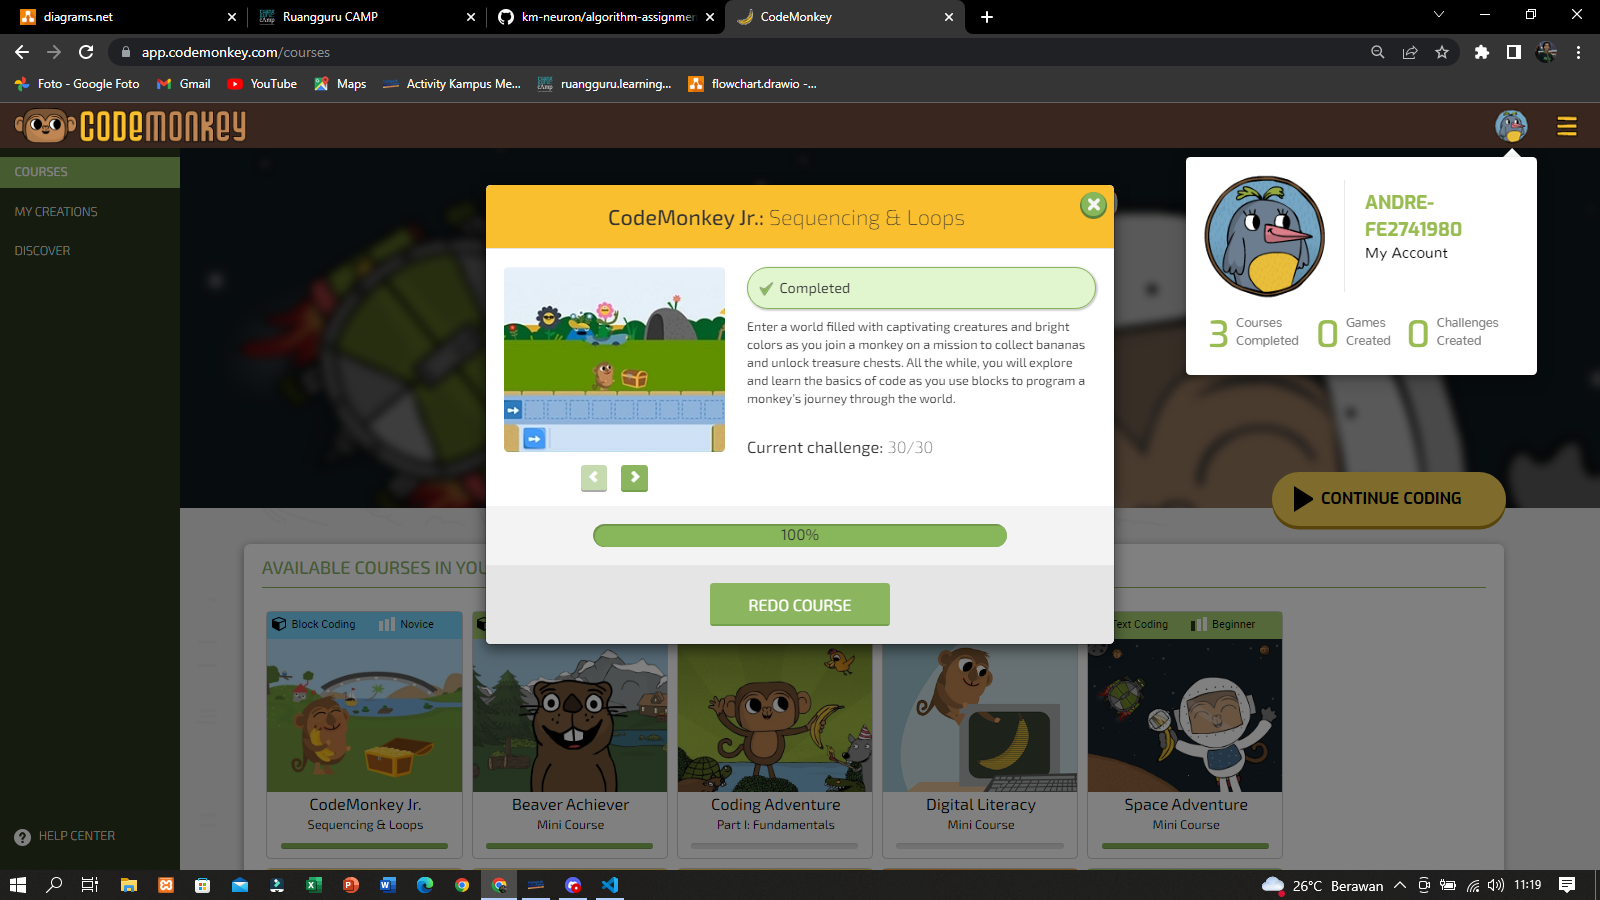 diagrams.net
Ruangguru CAMP
km-neuron/algorithm-assignmen
CodeMonkey
app.codemonkey.com/courses
Foto - Google Foto
Gmail
YouTube
Maps
Activity Kampus Me...
ruangguru.learning...
flowchart.drawio -...
CODEMONKEY
COURSES
MY CREATIONS
DISCOVER
HELP CENTER
CodeMonkey Jr.: Sequencing & Loops
Completed
Enter a world filled with captivating creatures and bright
colors as you join a monkey on a mission to collect bananas
and unlock treasure chests. All the while, you will explore
and learn the basics of code as you use blocks to program a
monkey's journey through the world.
Current challenge: 30/30
100%
REDO COURSE
ANDRE-
FE2741980
My Account
3 Courses Completed
0 Games Created
0 Challenges Created
CONTINUE CODING
AVAILABLE COURSES IN YOU
Block Coding Novice
Text Coding Beginner
CodeMonkey Jr.
Sequencing & Loops
Beaver Achiever
Mini Course
Coding Adventure
Part I: Fundamentals
Digital Literacy
Mini Course
Space Adventure
Mini Course
26°C Berawan
11:19